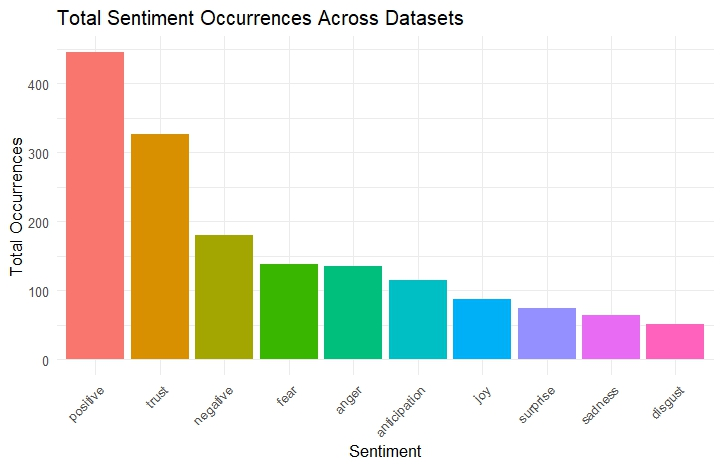 Total Sentiment Occurrences Across Datasets
Total Occurrences
400
300
200
100
0
positive
trust
negative
fear
anger
anticipation
joy
surprise
sadness
disgust
Sentiment